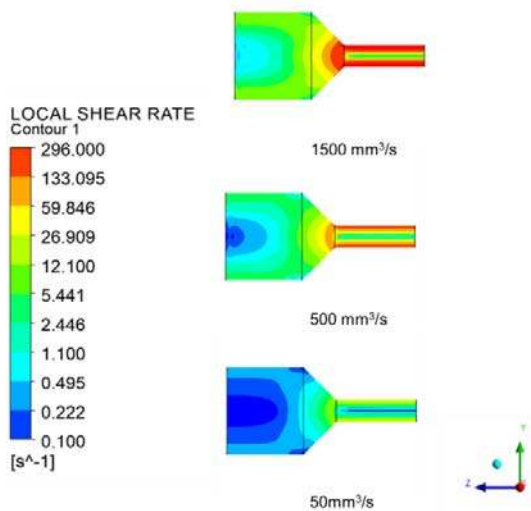 1500 mm³/s
LOCAL SHEAR RATE
Contour 1
296.000
133.095
59.846
26.909
12.100
5.441
2.446
1.100
0.495
0.222
0.100
[s^-1]
500 mm³/s
50mm³/s
Y
Z